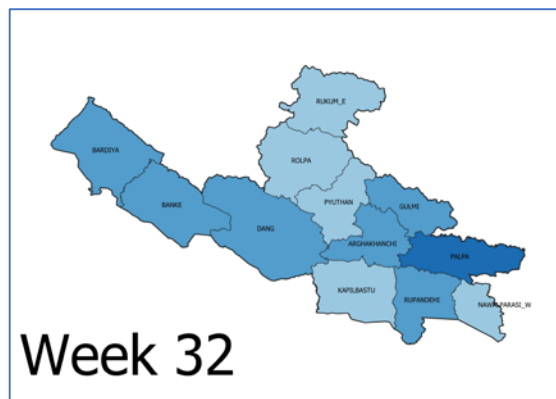 RUKUM_E
BARDIYA
ROLPA
BANKE
PYUTHAN
GULMI
DANG
ARGHAKHANCHI
PALPA
KAPILBASTU
RUPANDEHI
NAWALPARASI_W
Week 32